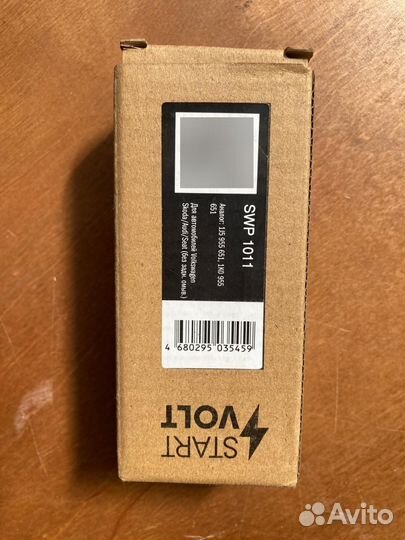 SWP 1011
Аналог: 1J5 955 651, 1K0 955
651
Для автомобилей Volkswagen
Skoda/Audi/Seat (без задн. омыв.)
4 680295 035459
START
VOLT
Avito